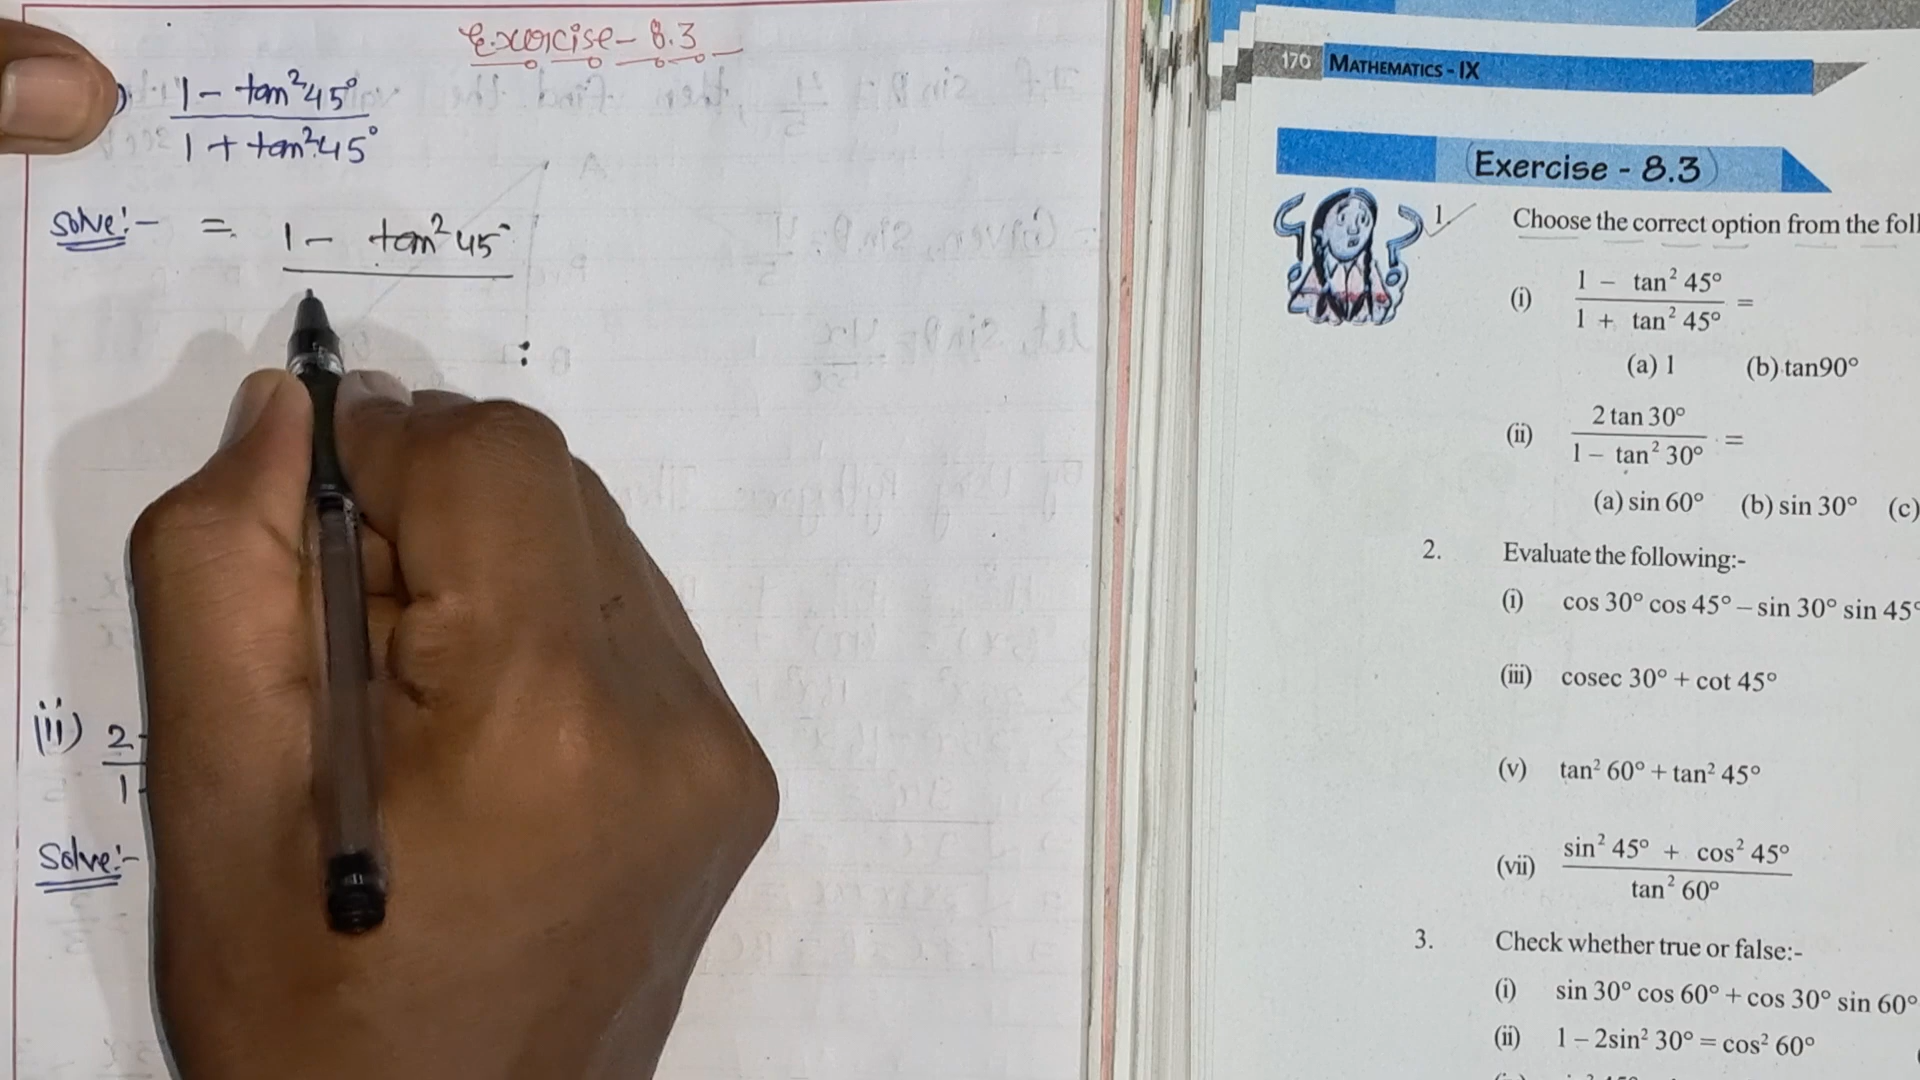 Exercise - 8.3
) 1 - tan²45°
1 + tan²45°
Solve:- = 1 - tan²45°
(ii) 2
1
Solve:-
170 MATHEMATICS - IX
Exercise - 8.3
1. Choose the correct option from the foll
(i) 1 - tan² 45°
1 + tan² 45° =
(a) 1 (b) tan90°
(ii) 2 tan 30°
1 - tan² 30° =
(a) sin 60° (b) sin 30° (c)
2. Evaluate the following:-
(i) cos 30° cos 45° – sin 30° sin 45°
(iii) cosec 30° + cot 45°
(v) tan² 60° + tan² 45°
(vii) sin² 45° + cos² 45°
tan² 60°
3. Check whether true or false:-
(i) sin 30° cos 60° + cos 30° sin 60°
(ii) 1 – 2sin² 30° = cos² 60°